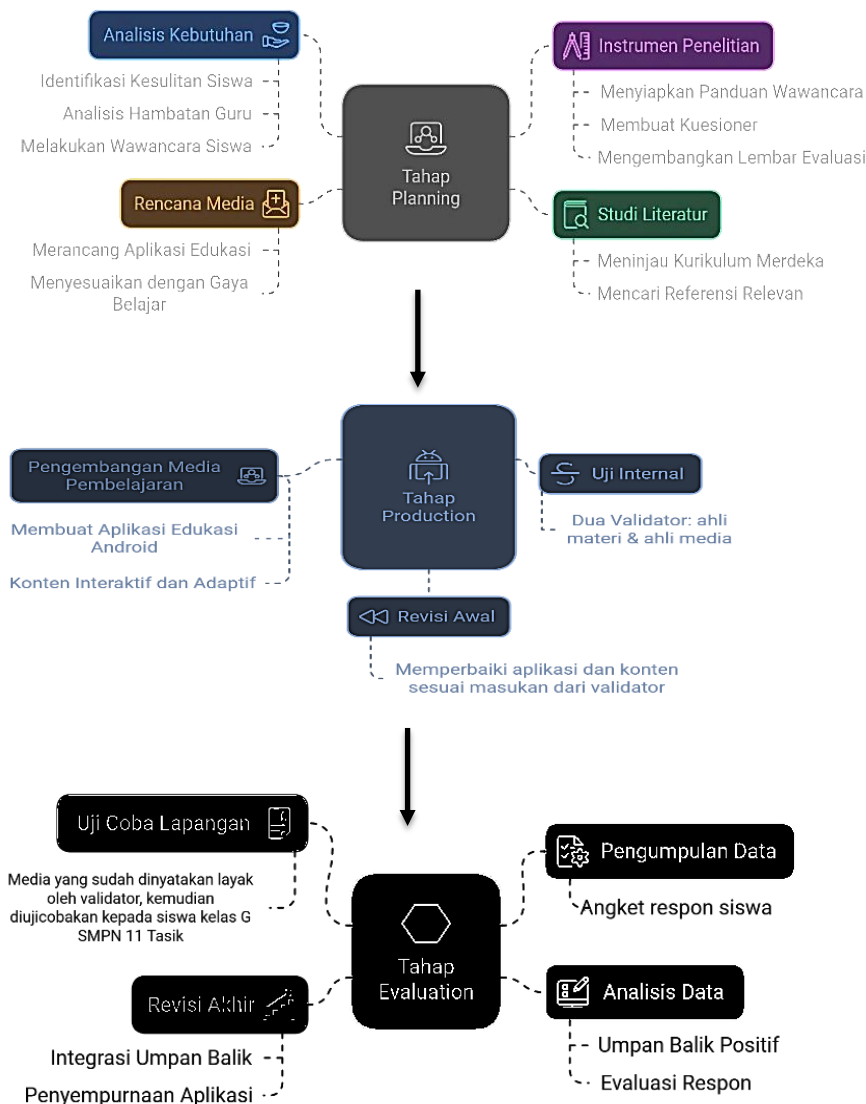 Analisis Kebutuhan
Identifikasi Kesulitan Siswa
Analisis Hambatan Guru
Melakukan Wawancara Siswa
Rencana Media
Merancang Aplikasi Edukasi
Menyesuaikan dengan Gaya
Belajar
Tahap
Planning
Instrumen Penelitian
Menyiapkan Panduan Wawancara
Membuat Kuesioner
Mengembangkan Lembar Evaluasi
Studi Literatur
Meninjau Kurikulum Merdeka
Mencari Referensi Relevan
Pengembangan Media
Pembelajaran
Membuat Aplikasi Edukasi
Android
Konten Interaktif dan Adaptif
Tahap
Production
Uji Internal
Dua Validator: ahli
materi & ahli media
Revisi Awal
Memperbaiki aplikasi dan konten
sesuai masukan dari validator
Uji Coba Lapangan
Media yang sudah dinyatakan layak
oleh validator, kemudian
diujicobakan kepada siswa kelas G
SMPN 11 Tasik
Revisi Akhir
Integrasi Umpan Balik
Penyempurnaan Aplikasi
Tahap
Evaluation
Pengumpulan Data
Angket respon siswa
Analisis Data
Umpan Balik Positif
Evaluasi Respon